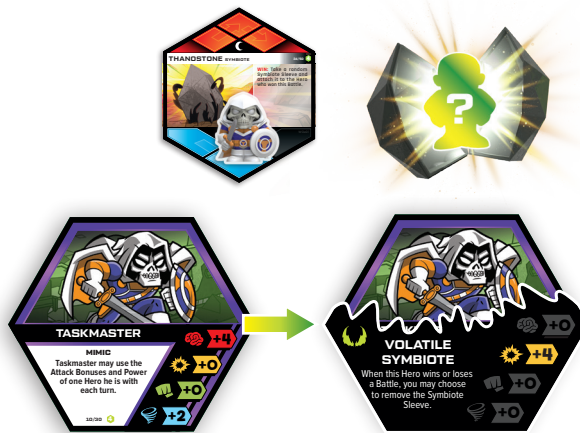 THANOSTONE SYMBIOTE
WIN: Take a random
Symbiote Sleeve and
attach it to the Hero
who won this Battle.
?
TASKMASTER
MIMIC
Taskmaster may use the
Attack Bonuses and Power
of one Hero he is with
each turn.
10/30
+4
+0
+0
+2
VOLATILE
SYMBIOTE
When this Hero wins or loses
a Battle, you may choose
to remove the Symbiote
Sleeve.
+0
+4
+0
+0